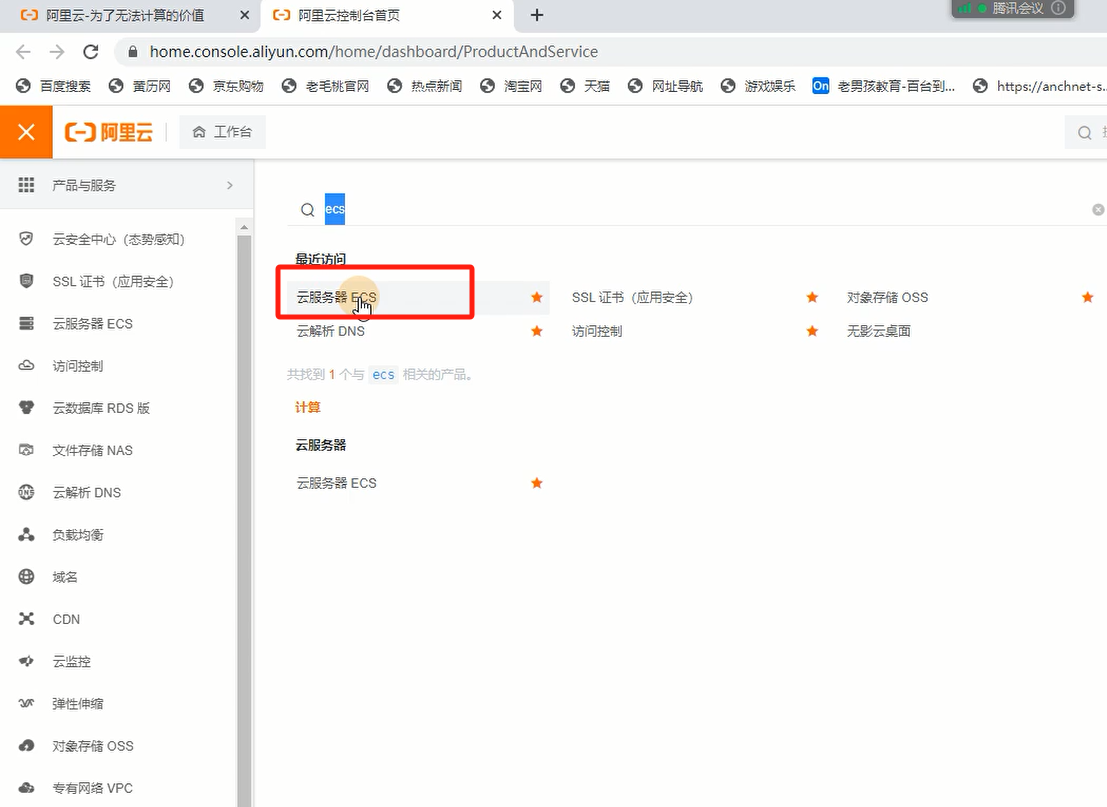 阿里云-为了无法计算的价值
阿里云控制台首页
腾讯会议
home.console.aliyun.com/home/dashboard/ProductAndService
百度搜索 黄历网 京东购物 老毛桃官网 热点新闻 淘宝网 天猫 网址导航 游戏娱乐 On 老男孩教育-百台到... https://anchnet-s...
阿里云 工作台
产品与服务
云安全中心（态势感知）
SSL 证书（应用安全）
云服务器 ECS
访问控制
云数据库 RDS 版
文件存储 NAS
DNS 云解析 DNS
负载均衡
域名
CDN
云监控
弹性伸缩
对象存储 OSS
专有网络 VPC
ecs
最近访问
云服务器 ECS SSL 证书（应用安全） 对象存储 OSS
云解析 DNS 访问控制 无影云桌面
共找到 1 个与 ecs 相关的产品。
计算
云服务器
云服务器 ECS